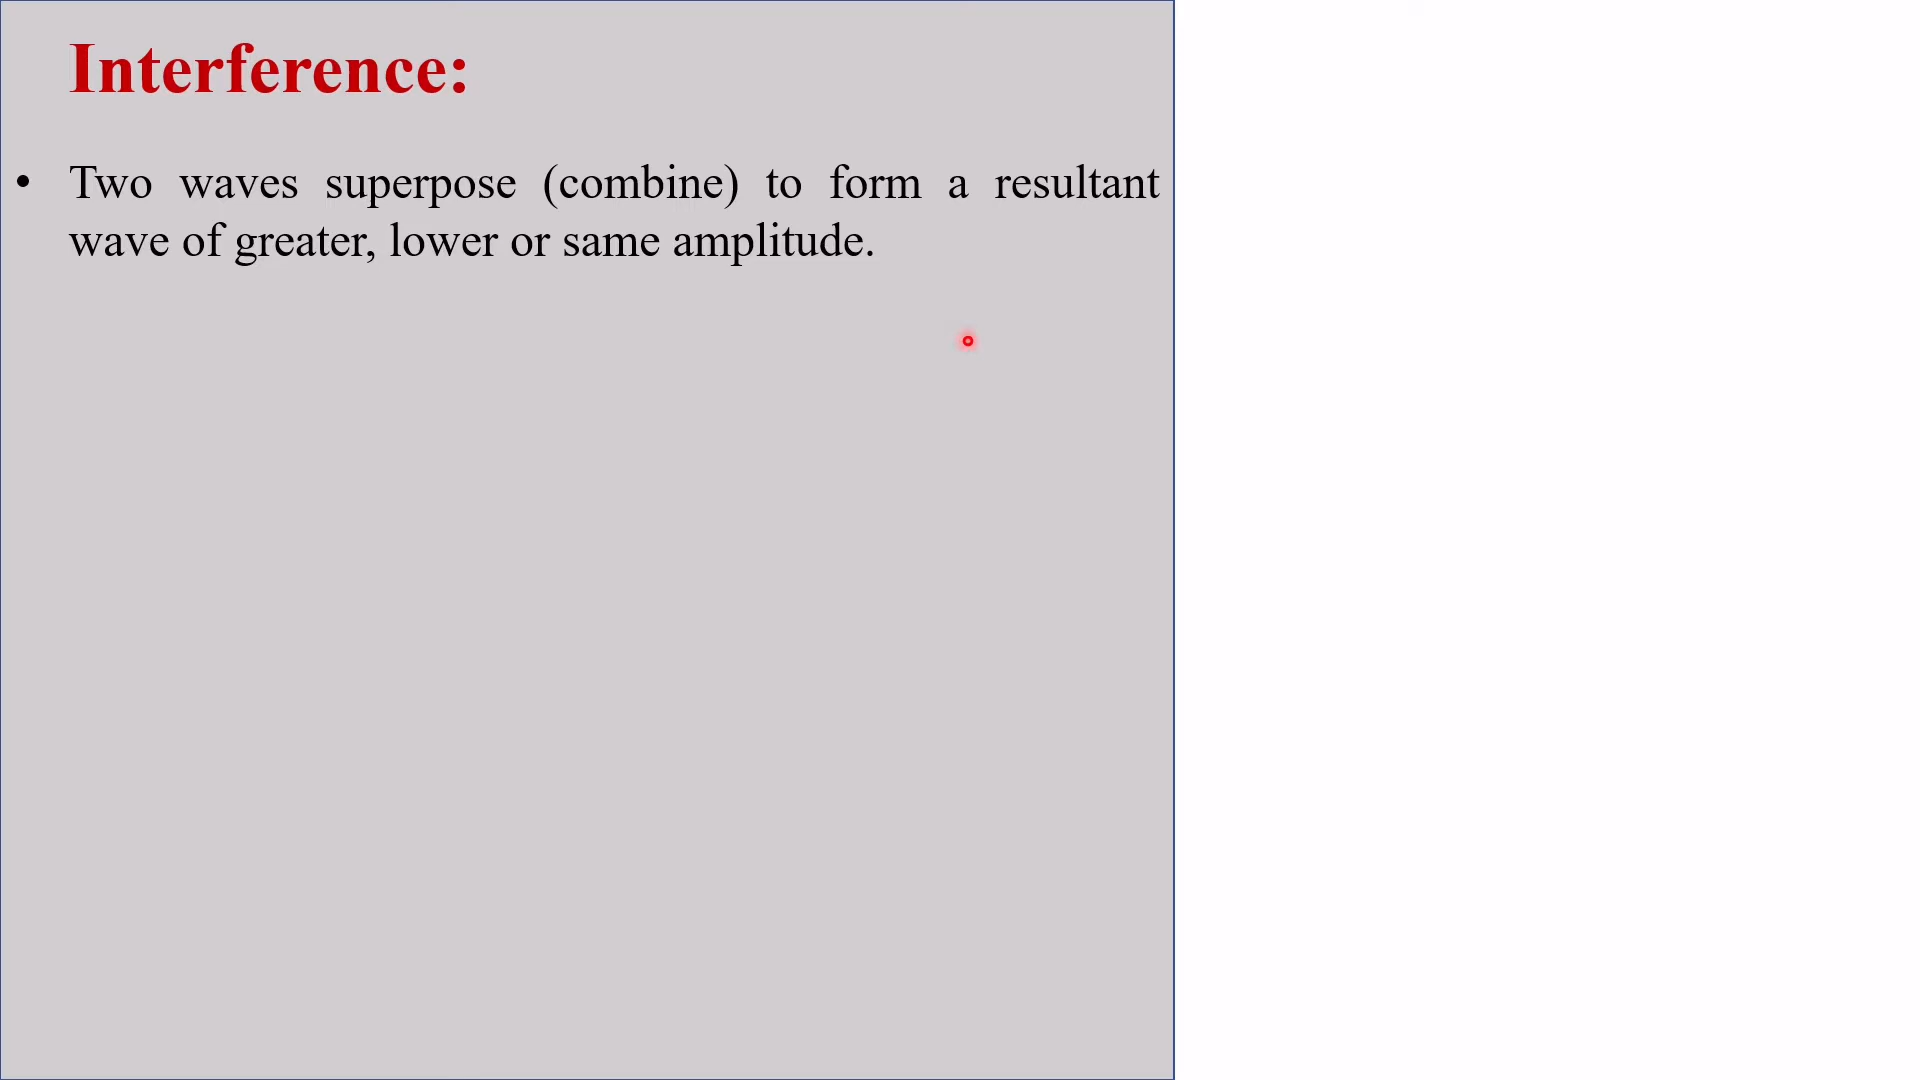 Interference:
• Two waves superpose (combine) to form a resultant
wave of greater, lower or same amplitude.